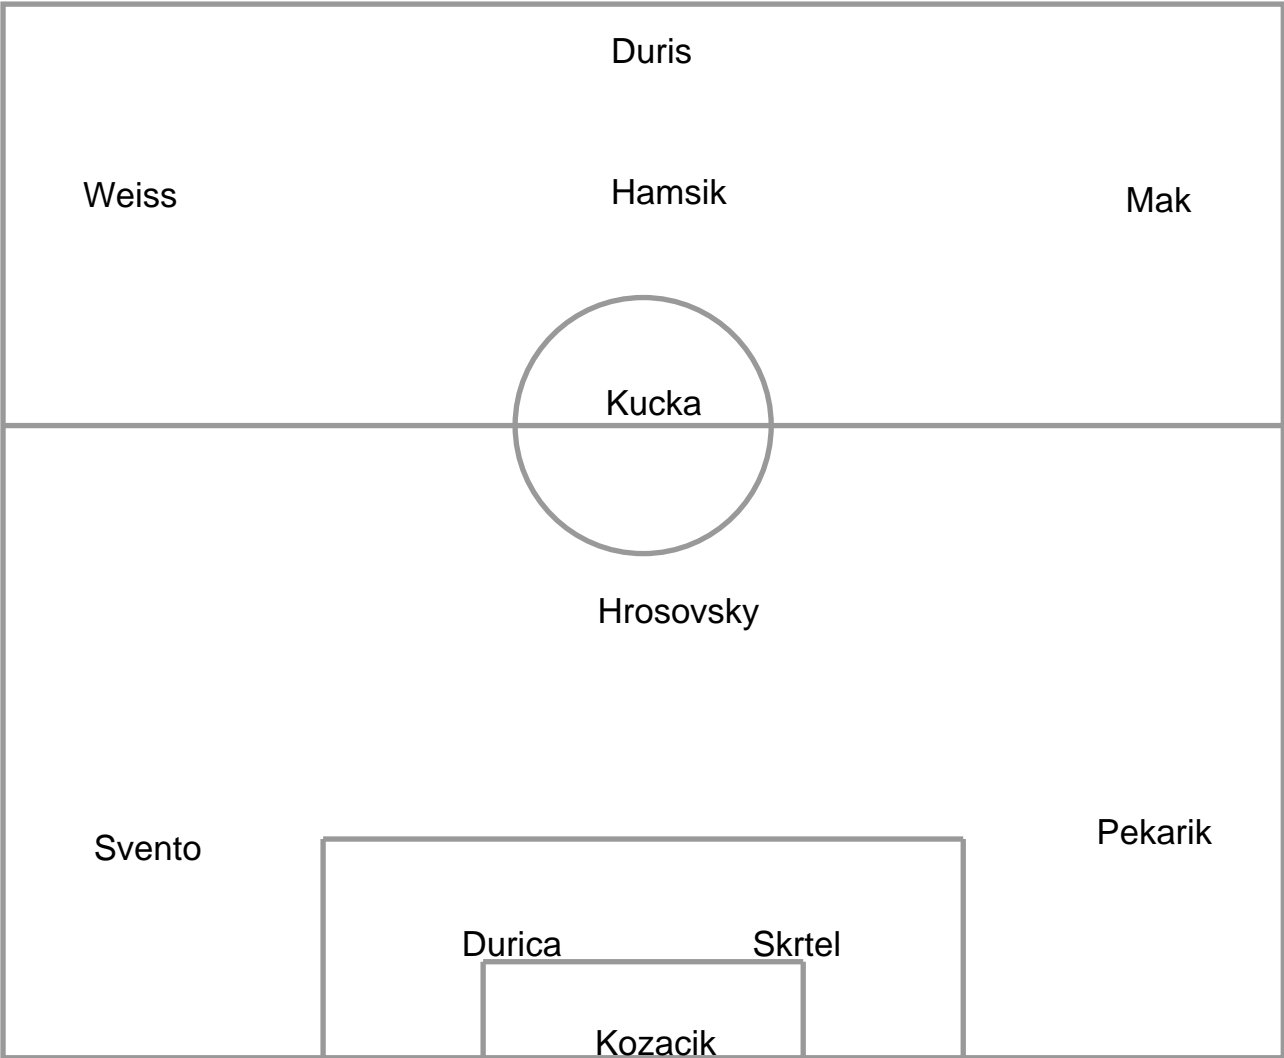 Duris
Weiss
Hamsik
Mak
Kucka
Hrosovsky
Svento
Pekarik
Durica
Skrtel
Kozacik